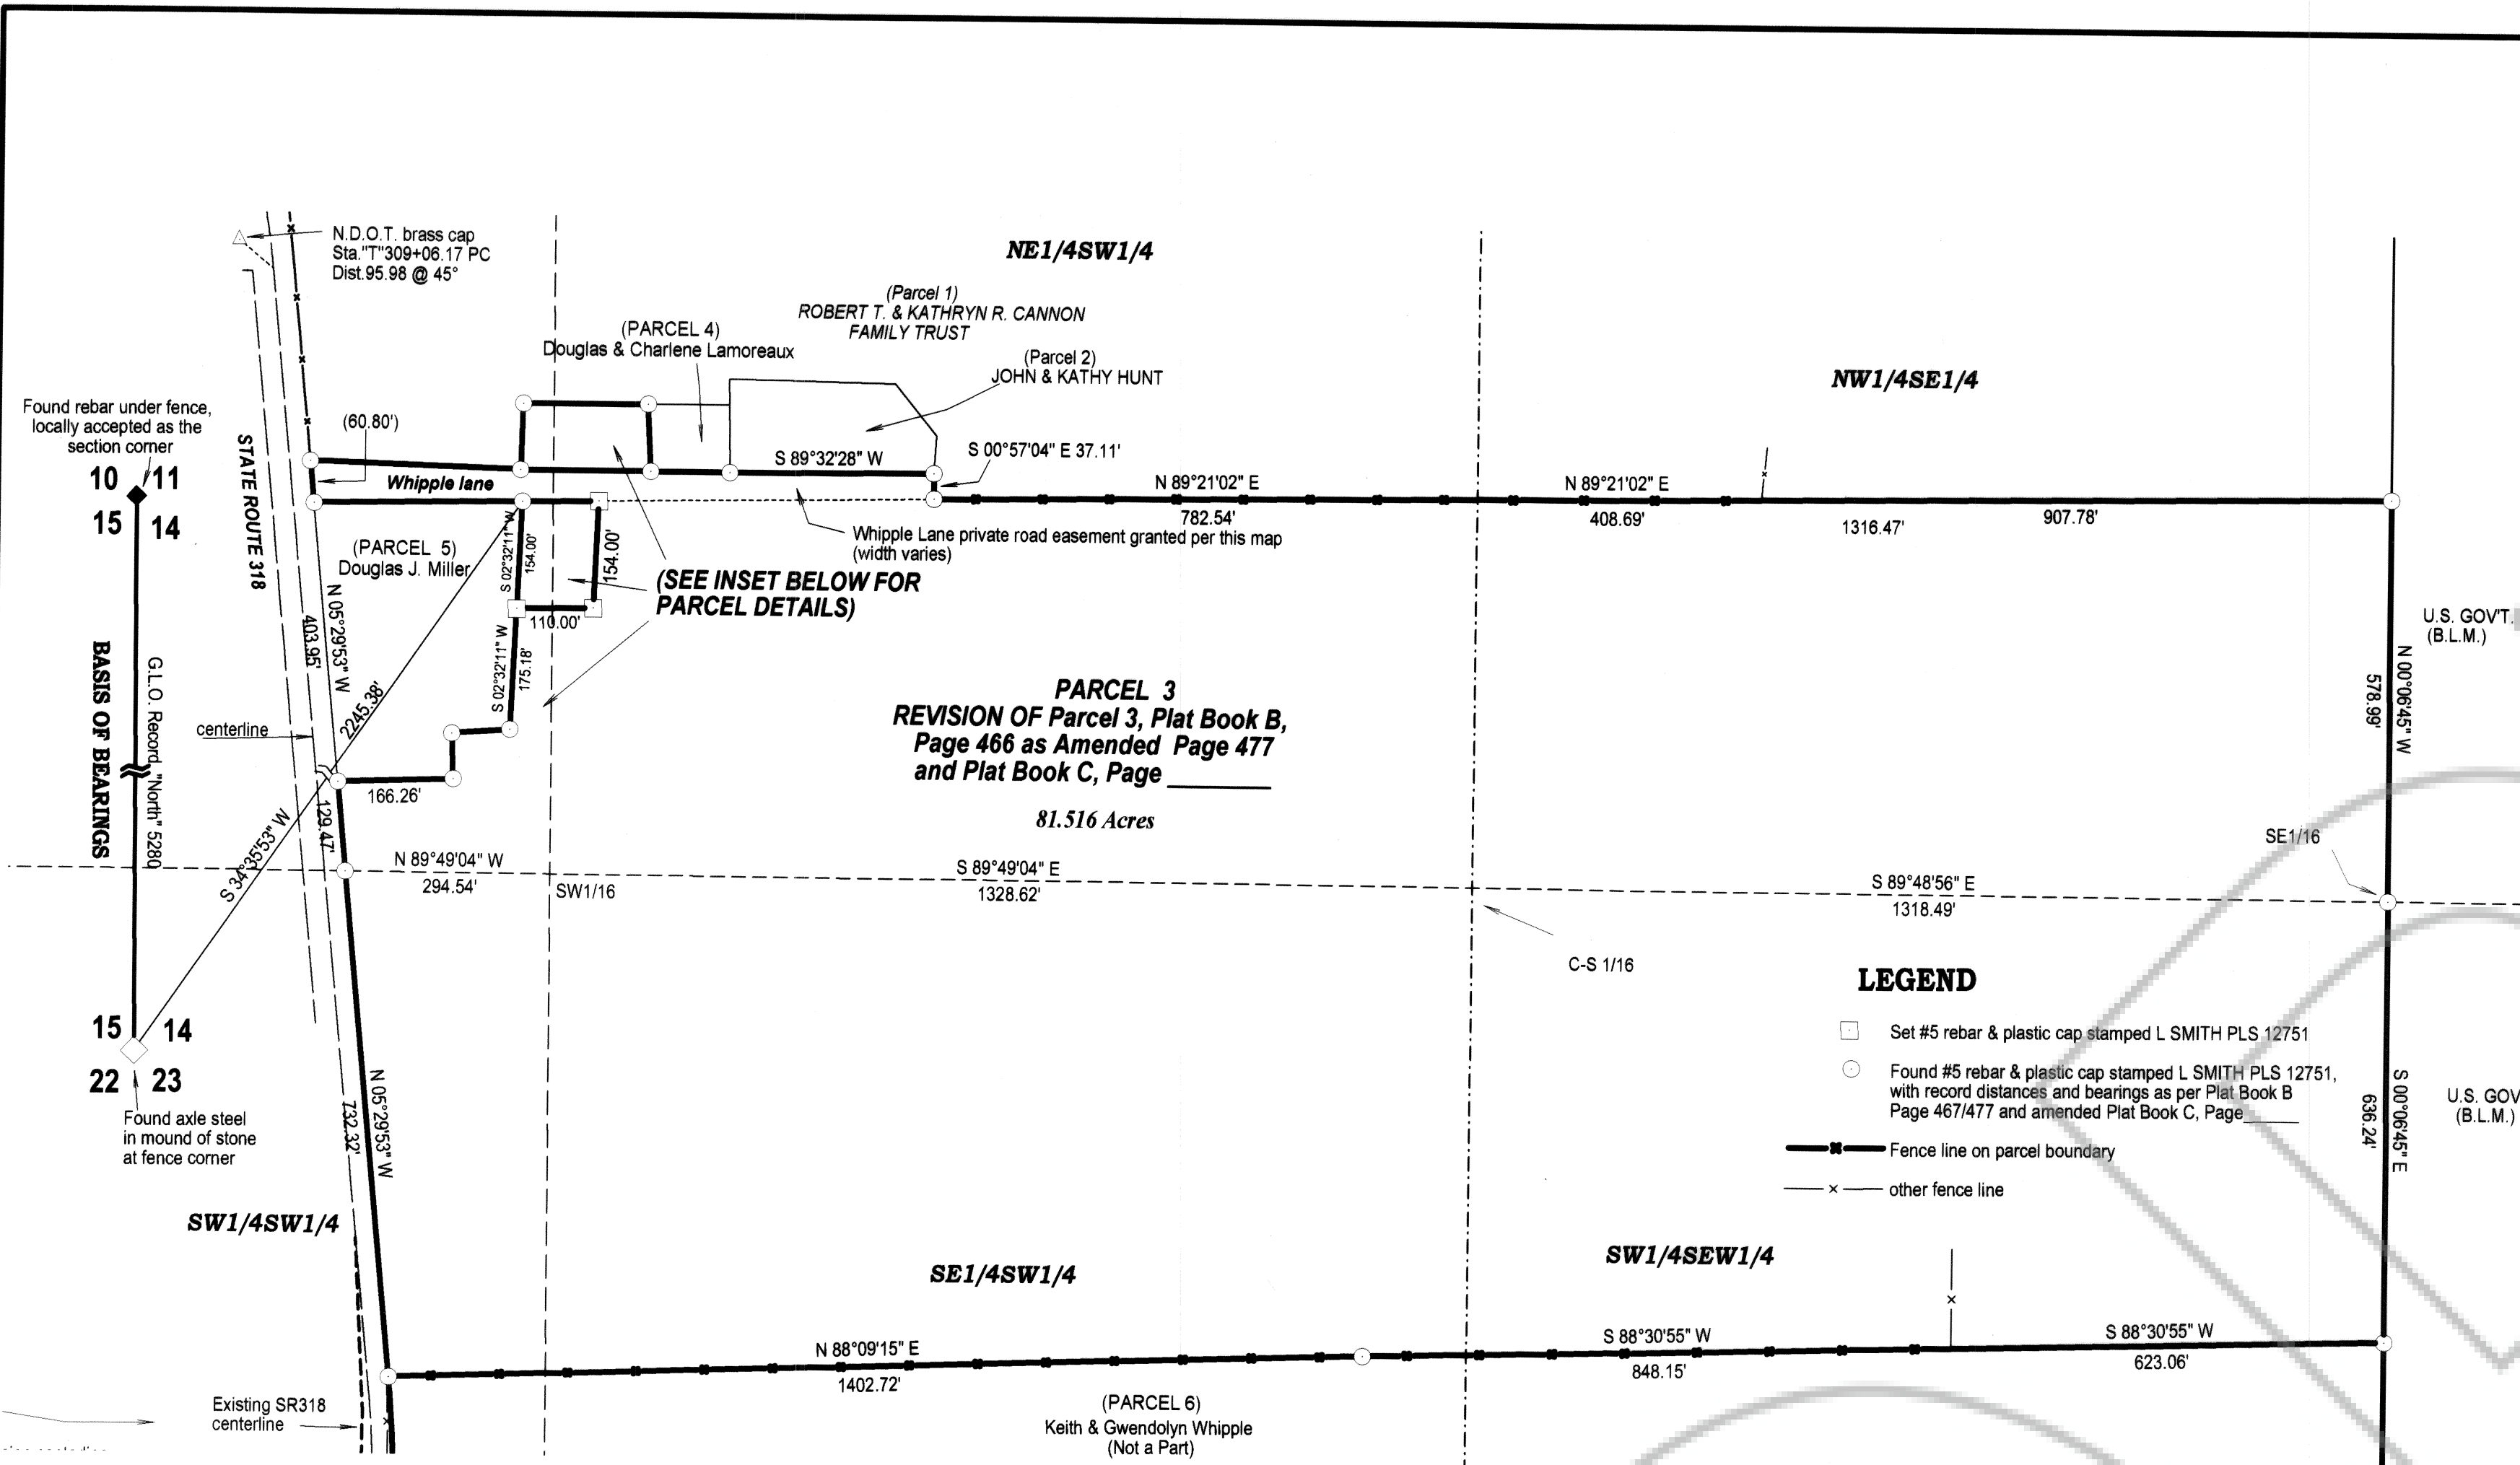 N.D.O.T. brass cap
Sta."T"309+06.17 PC
Dist.95.98 @ 45°
NE1/4SW1/4
(Parcel 1)
ROBERT T. & KATHRYN R. CANNON
FAMILY TRUST
(PARCEL 4)
Douglas & Charlene Lamoreaux
(Parcel 2)
JOHN & KATHY HUNT
NW1/4SE1/4
Found rebar under fence,
locally accepted as the
section corner
10 11
15 14
(60.80')
STATE ROUTE 318
Whipple lane
S 89°32'28" W
S 00°57'04" E 37.11'
N 89°21'02" E
782.54'
N 89°21'02" E
408.69'
1316.47'
907.78'
Whipple Lane private road easement granted per this map
(width varies)
(PARCEL 5)
Douglas J. Miller
S 02°32'11" W
154.00'
154.00'
110.00'
(SEE INSET BELOW FOR
PARCEL DETAILS)
S 02°32'11" W
175.18'
N 05°29'53" W
403.95'
2245.38'
BASIS OF BEARINGS
G.L.O. Record "North" 5280
centerline
166.26'
129.47'
S 34°35'53" W
PARCEL 3
REVISION OF Parcel 3, Plat Book B,
Page 466 as Amended Page 477
and Plat Book C, Page ________
81.516 Acres
U.S. GOV'T.
(B.L.M.)
N 00°06'45" W
578.99'
SE1/16
N 89°49'04" W
294.54'
SW1/16
S 89°49'04" E
1328.62'
S 89°48'56" E
1318.49'
C-S 1/16
LEGEND
Set #5 rebar & plastic cap stamped L SMITH PLS 12751
Found #5 rebar & plastic cap stamped L SMITH PLS 12751,
with record distances and bearings as per Plat Book B
Page 467/477 and amended Plat Book C, Page______
Fence line on parcel boundary
other fence line
S 00°06'45" E
636.24'
U.S. GOV
(B.L.M.)
15 14
22 23
Found axle steel
in mound of stone
at fence corner
N 05°29'53" W
732.32'
SW1/4SW1/4
SE1/4SW1/4
SW1/4SEW1/4
N 88°09'15" E
1402.72'
S 88°30'55" W
848.15'
S 88°30'55" W
623.06'
Existing SR318
centerline
(PARCEL 6)
Keith & Gwendolyn Whipple
(Not a Part)